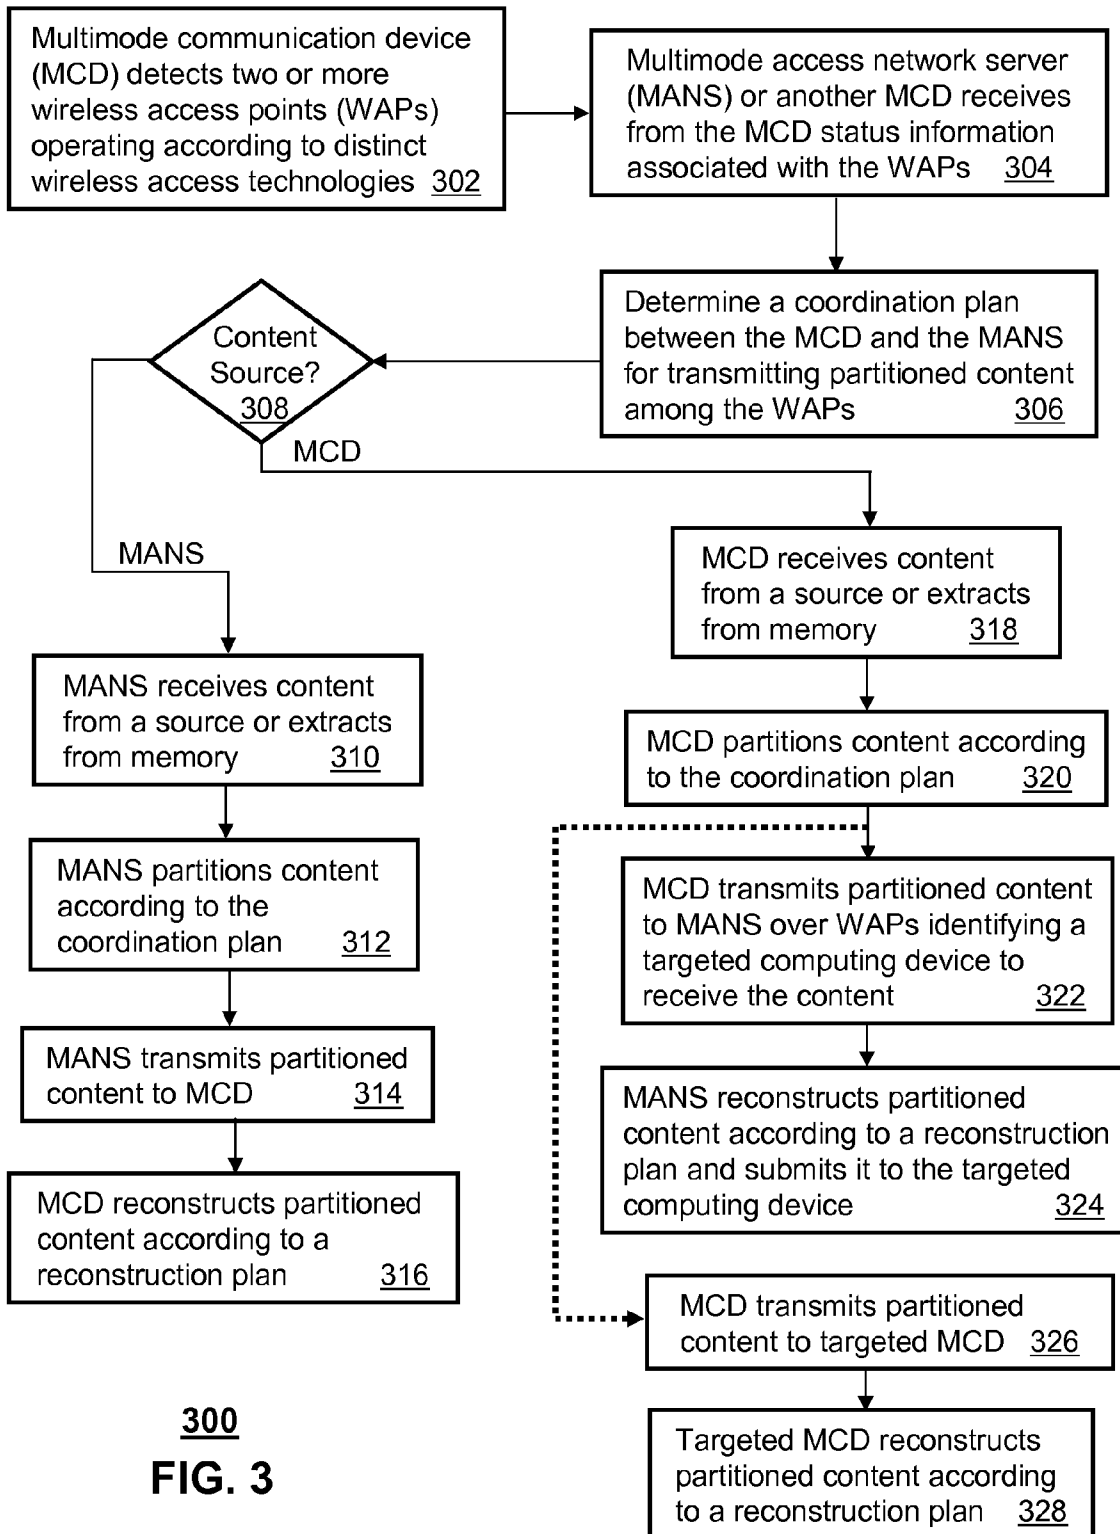 Multimode communication device
(MCD) detects two or more
wireless access points (WAPs)
operating according to distinct
wireless access technologies 302
Multimode access network server
(MANS) or another MCD receives
from the MCD status information
associated with the WAPs 304
Determine a coordination plan
between the MCD and the MANS
for transmitting partitioned content
among the WAPs 306
Content
Source?
308
MCD
MANS
MANS receives content
from a source or extracts
from memory 310
MANS partitions content
according to the
coordination plan 312
MANS transmits partitioned
content to MCD 314
MCD reconstructs partitioned
content according to a
reconstruction plan 316
MCD receives content
from a source or extracts
from memory 318
MCD partitions content according
to the coordination plan 320
MCD transmits partitioned content
to MANS over WAPs identifying a
targeted computing device to
receive the content 322
MANS reconstructs partitioned
content according to a reconstruction
plan and submits it to the targeted
computing device 324
MCD transmits partitioned
content to targeted MCD 326
Targeted MCD reconstructs
partitioned content according
to a reconstruction plan 328
300
FIG. 3